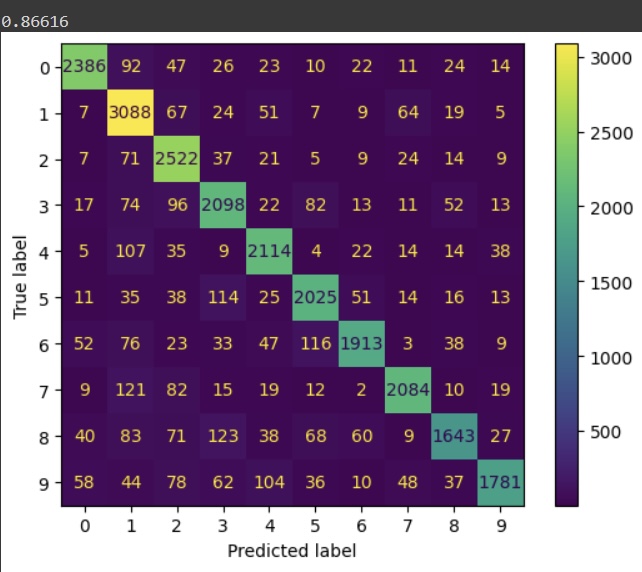 0.86616
0 2386 92 47 26 23 10 22 11 24 14
1 7 3088 67 24 51 7 9 64 19 5
2 7 71 2522 37 21 5 9 24 14 9
3 17 74 96 2098 22 82 13 11 52 13
4 5 107 35 9 2114 4 22 14 14 38
5 11 35 38 114 25 2025 51 14 16 13
6 52 76 23 33 47 116 1913 3 38 9
7 9 121 82 15 19 12 2 2084 10 19
8 40 83 71 123 38 68 60 9 1643 27
9 58 44 78 62 104 36 10 48 37 1781
0 1 2 3 4 5 6 7 8 9
Predicted label
True label
3000
2500
2000
1500
1000
500